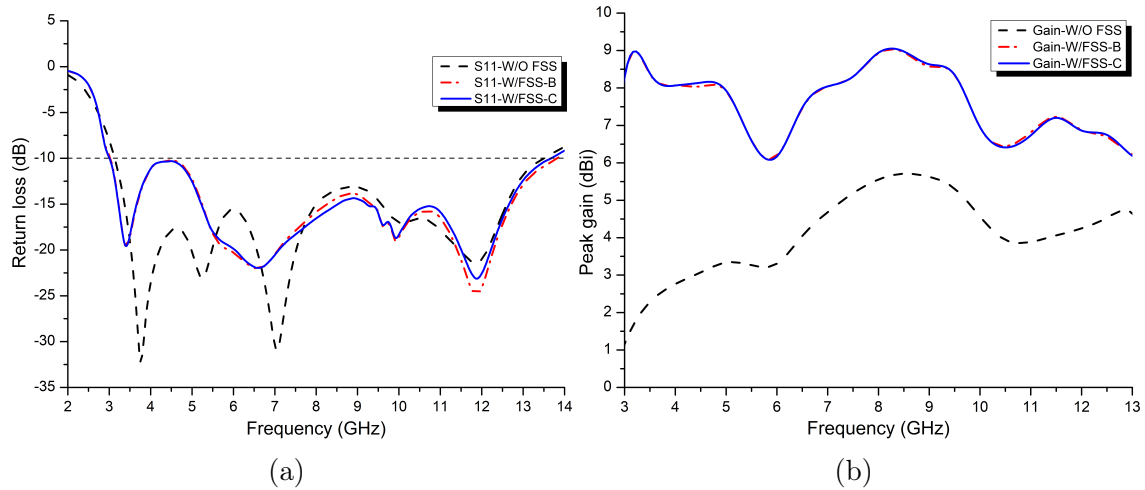 5
0
-5
-10
-15
-20
-25
-30
-35
2 3 4 5 6 7 8 9 10 11 12 13 14
Return loss (dB)
Frequency (GHz)
S11-W/O FSS
S11-W/FSS-B
S11-W/FSS-C
(a)
10
9
8
7
6
5
4
3
2
1
0
3 4 5 6 7 8 9 10 11 12 13
Peak gain (dBi)
Frequency (GHz)
Gain-W/O FSS
Gain-W/FSS-B
Gain-W/FSS-C
(b)